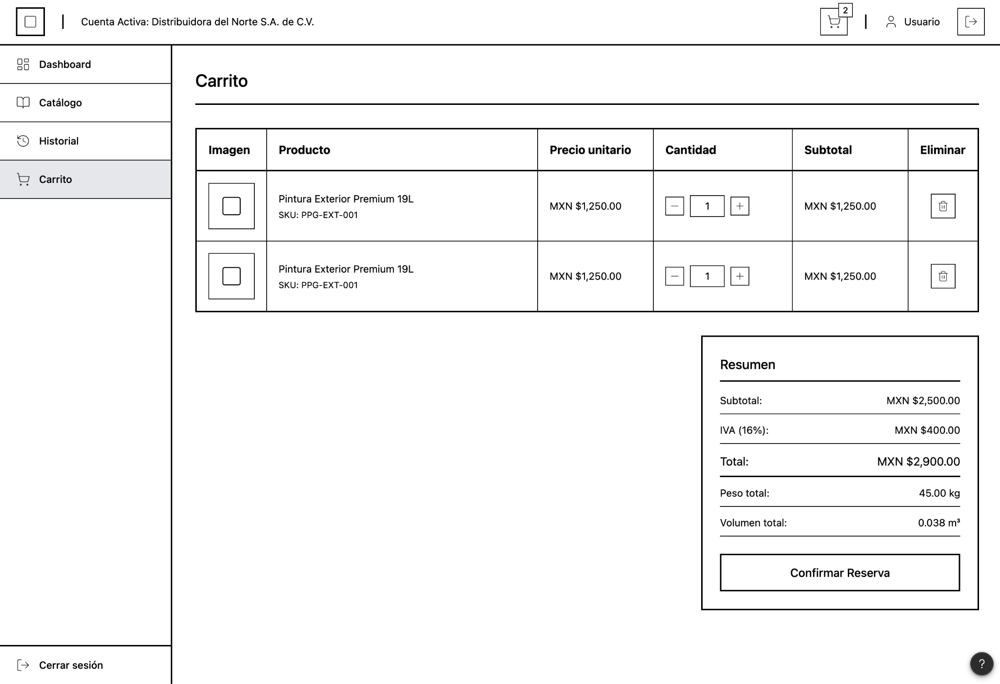 Cuenta Activa: Distribuidora del Norte S.A. de C.V.
2
Usuario
Dashboard
Catálogo
Historial
Carrito
Cerrar sesión
Carrito
Imagen Producto Precio unitario Cantidad Subtotal Eliminar
Pintura Exterior Premium 19L
SKU: PPG-EXT-001
MXN $1,250.00 1 MXN $1,250.00
Pintura Exterior Premium 19L
SKU: PPG-EXT-001
MXN $1,250.00 1 MXN $1,250.00
Resumen
Subtotal: MXN $2,500.00
IVA (16%): MXN $400.00
Total: MXN $2,900.00
Peso total: 45.00 kg
Volumen total: 0.038 m³
Confirmar Reserva
?